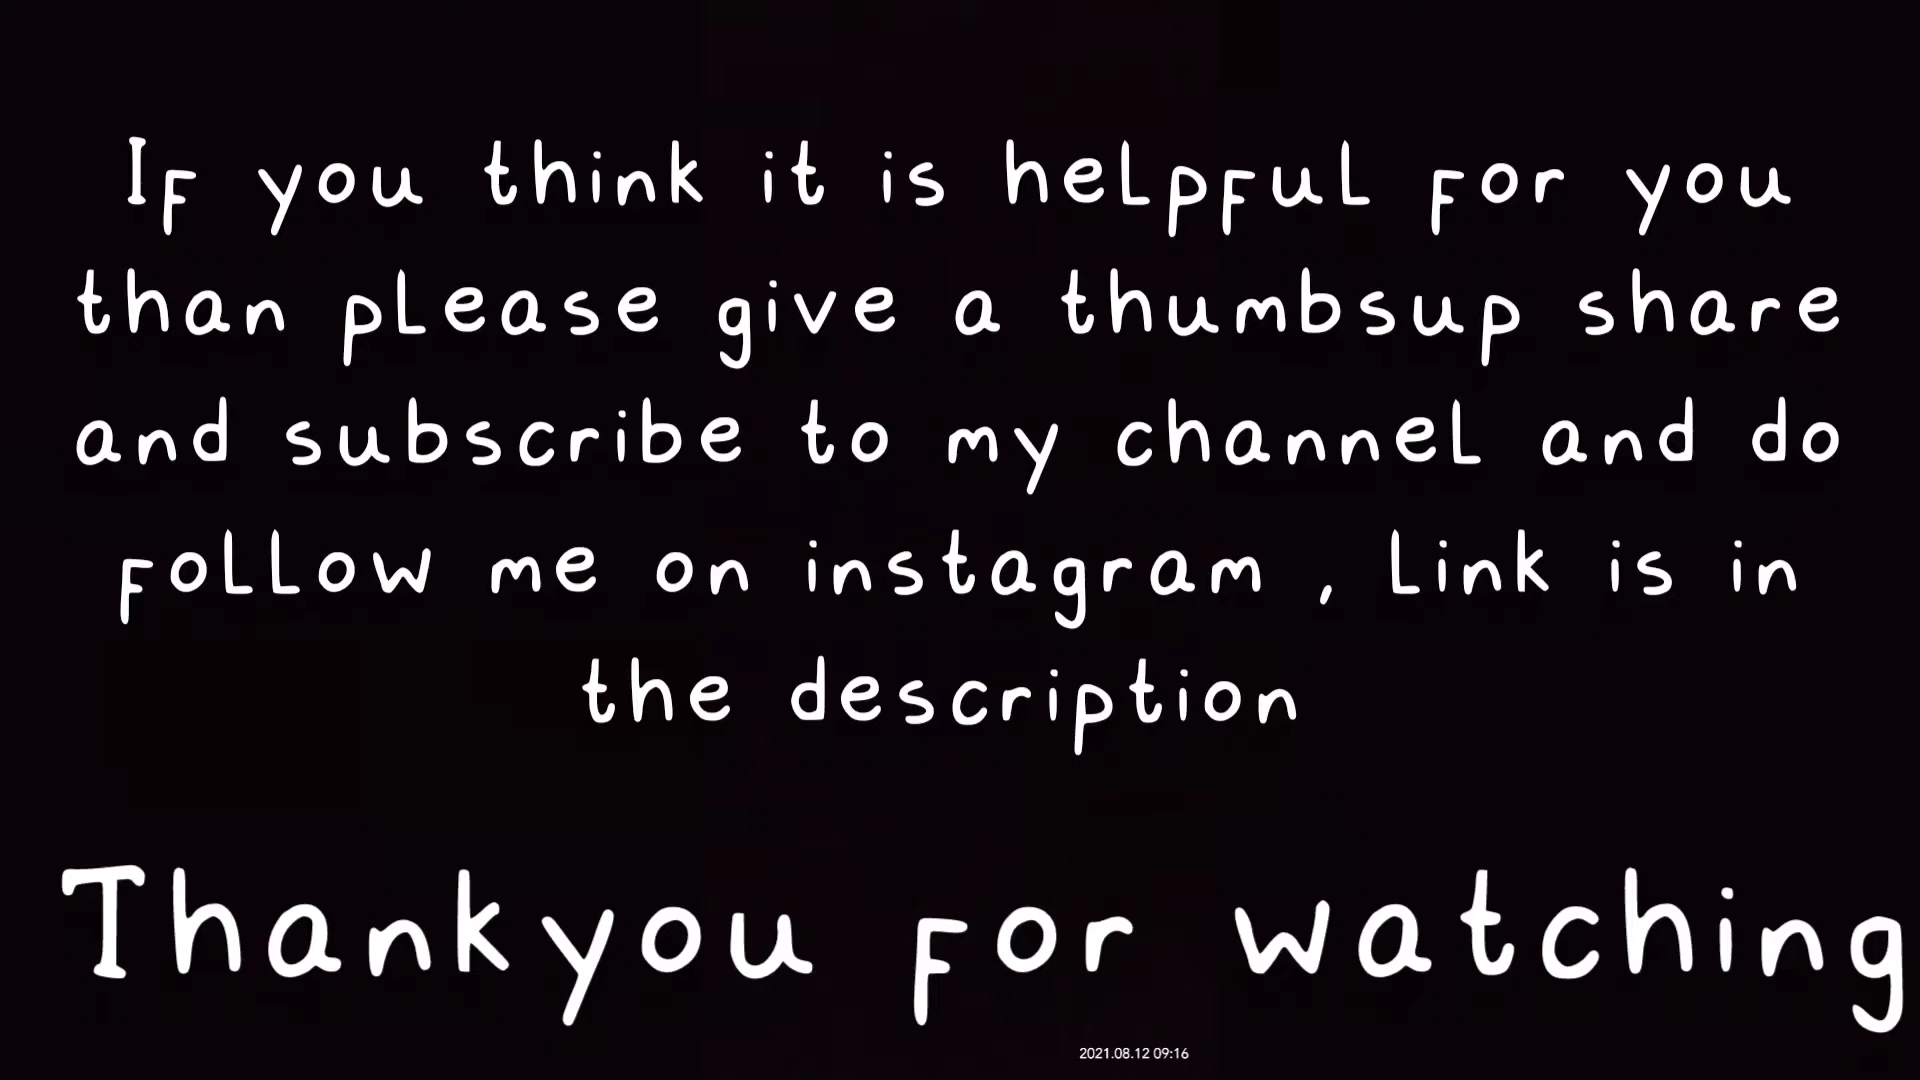 If you think it is helpful for you
than please give a thumbsup share
and subscribe to my channel and do
follow me on instagram , Link is in
the description
Thankyou for watching
2021.08.12 09:16